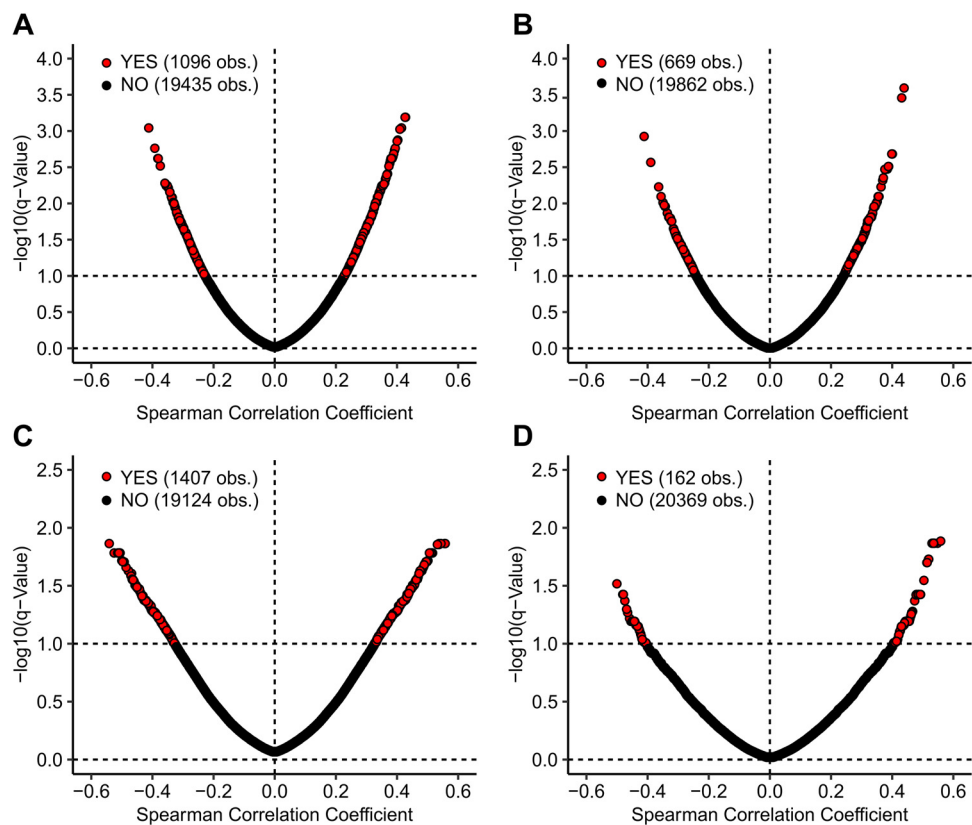 A
YES (1096 obs.)
NO (19435 obs.)
4.0
3.5
3.0
2.5
2.0
1.5
1.0
0.5
0.0
−log10(q−Value)
−0.6 −0.4 −0.2 0.0 0.2 0.4 0.6
Spearman Correlation Coefficient
B
YES (669 obs.)
NO (19862 obs.)
4.0
3.5
3.0
2.5
2.0
1.5
1.0
0.5
0.0
−log10(q−Value)
−0.6 −0.4 −0.2 0.0 0.2 0.4 0.6
Spearman Correlation Coefficient
C
YES (1407 obs.)
NO (19124 obs.)
2.5
2.0
1.5
1.0
0.5
0.0
−log10(q−Value)
−0.6 −0.4 −0.2 0.0 0.2 0.4 0.6
Spearman Correlation Coefficient
D
YES (162 obs.)
NO (20369 obs.)
2.5
2.0
1.5
1.0
0.5
0.0
−log10(q−Value)
−0.6 −0.4 −0.2 0.0 0.2 0.4 0.6
Spearman Correlation Coefficient